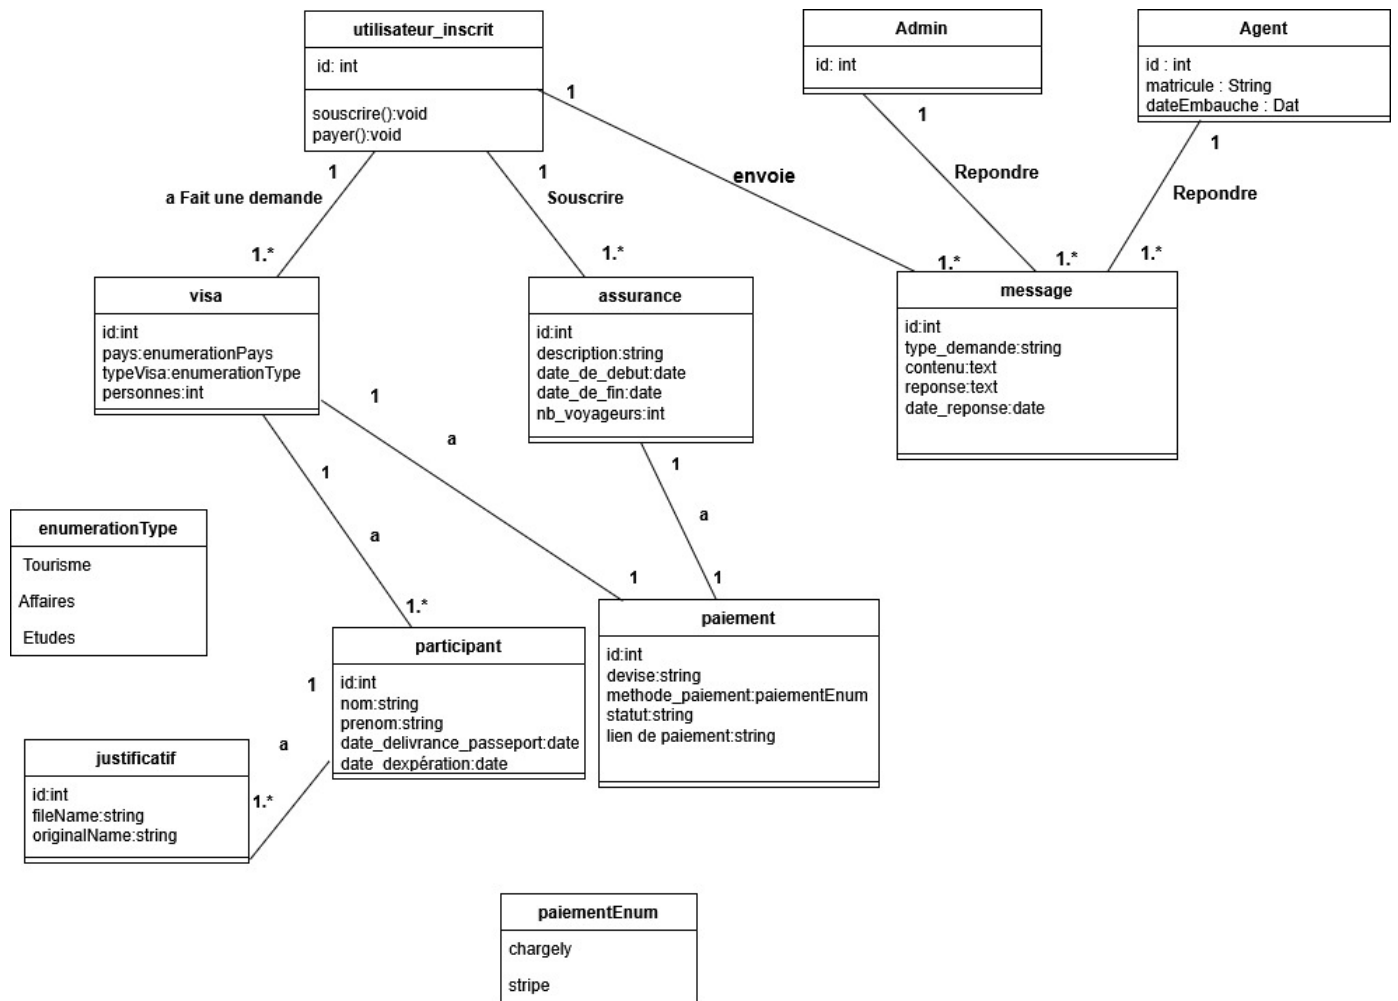 utilisateur_inscrit
id: int
souscrire():void
payer():void
Admin
id: int
Agent
id : int
matricule : String
dateEmbauche : Dat
1
1
1
1
1
envoie
Repondre
Repondre
a Fait une demande
Souscrire
1.*
1.*
1.*
1.*
1.*
visa
id:int
pays:enumerationPays
typeVisa:enumerationType
personnes:int
assurance
id:int
description:string
date_de_debut:date
date_de_fin:date
nb_voyageurs:int
message
id:int
type_demande:string
contenu:text
reponse:text
date_reponse:date
1
a
1
1
a
1
a
1
1.*
enumerationType
Tourisme
Affaires
Etudes
participant
id:int
nom:string
prenom:string
date_delivrance_passeport:date
date_dexpération:date
paiement
id:int
devise:string
methode_paiement:paiementEnum
statut:string
lien de paiement:string
1
a
1.*
justificatif
id:int
fileName:string
originalName:string
paiementEnum
chargely
stripe